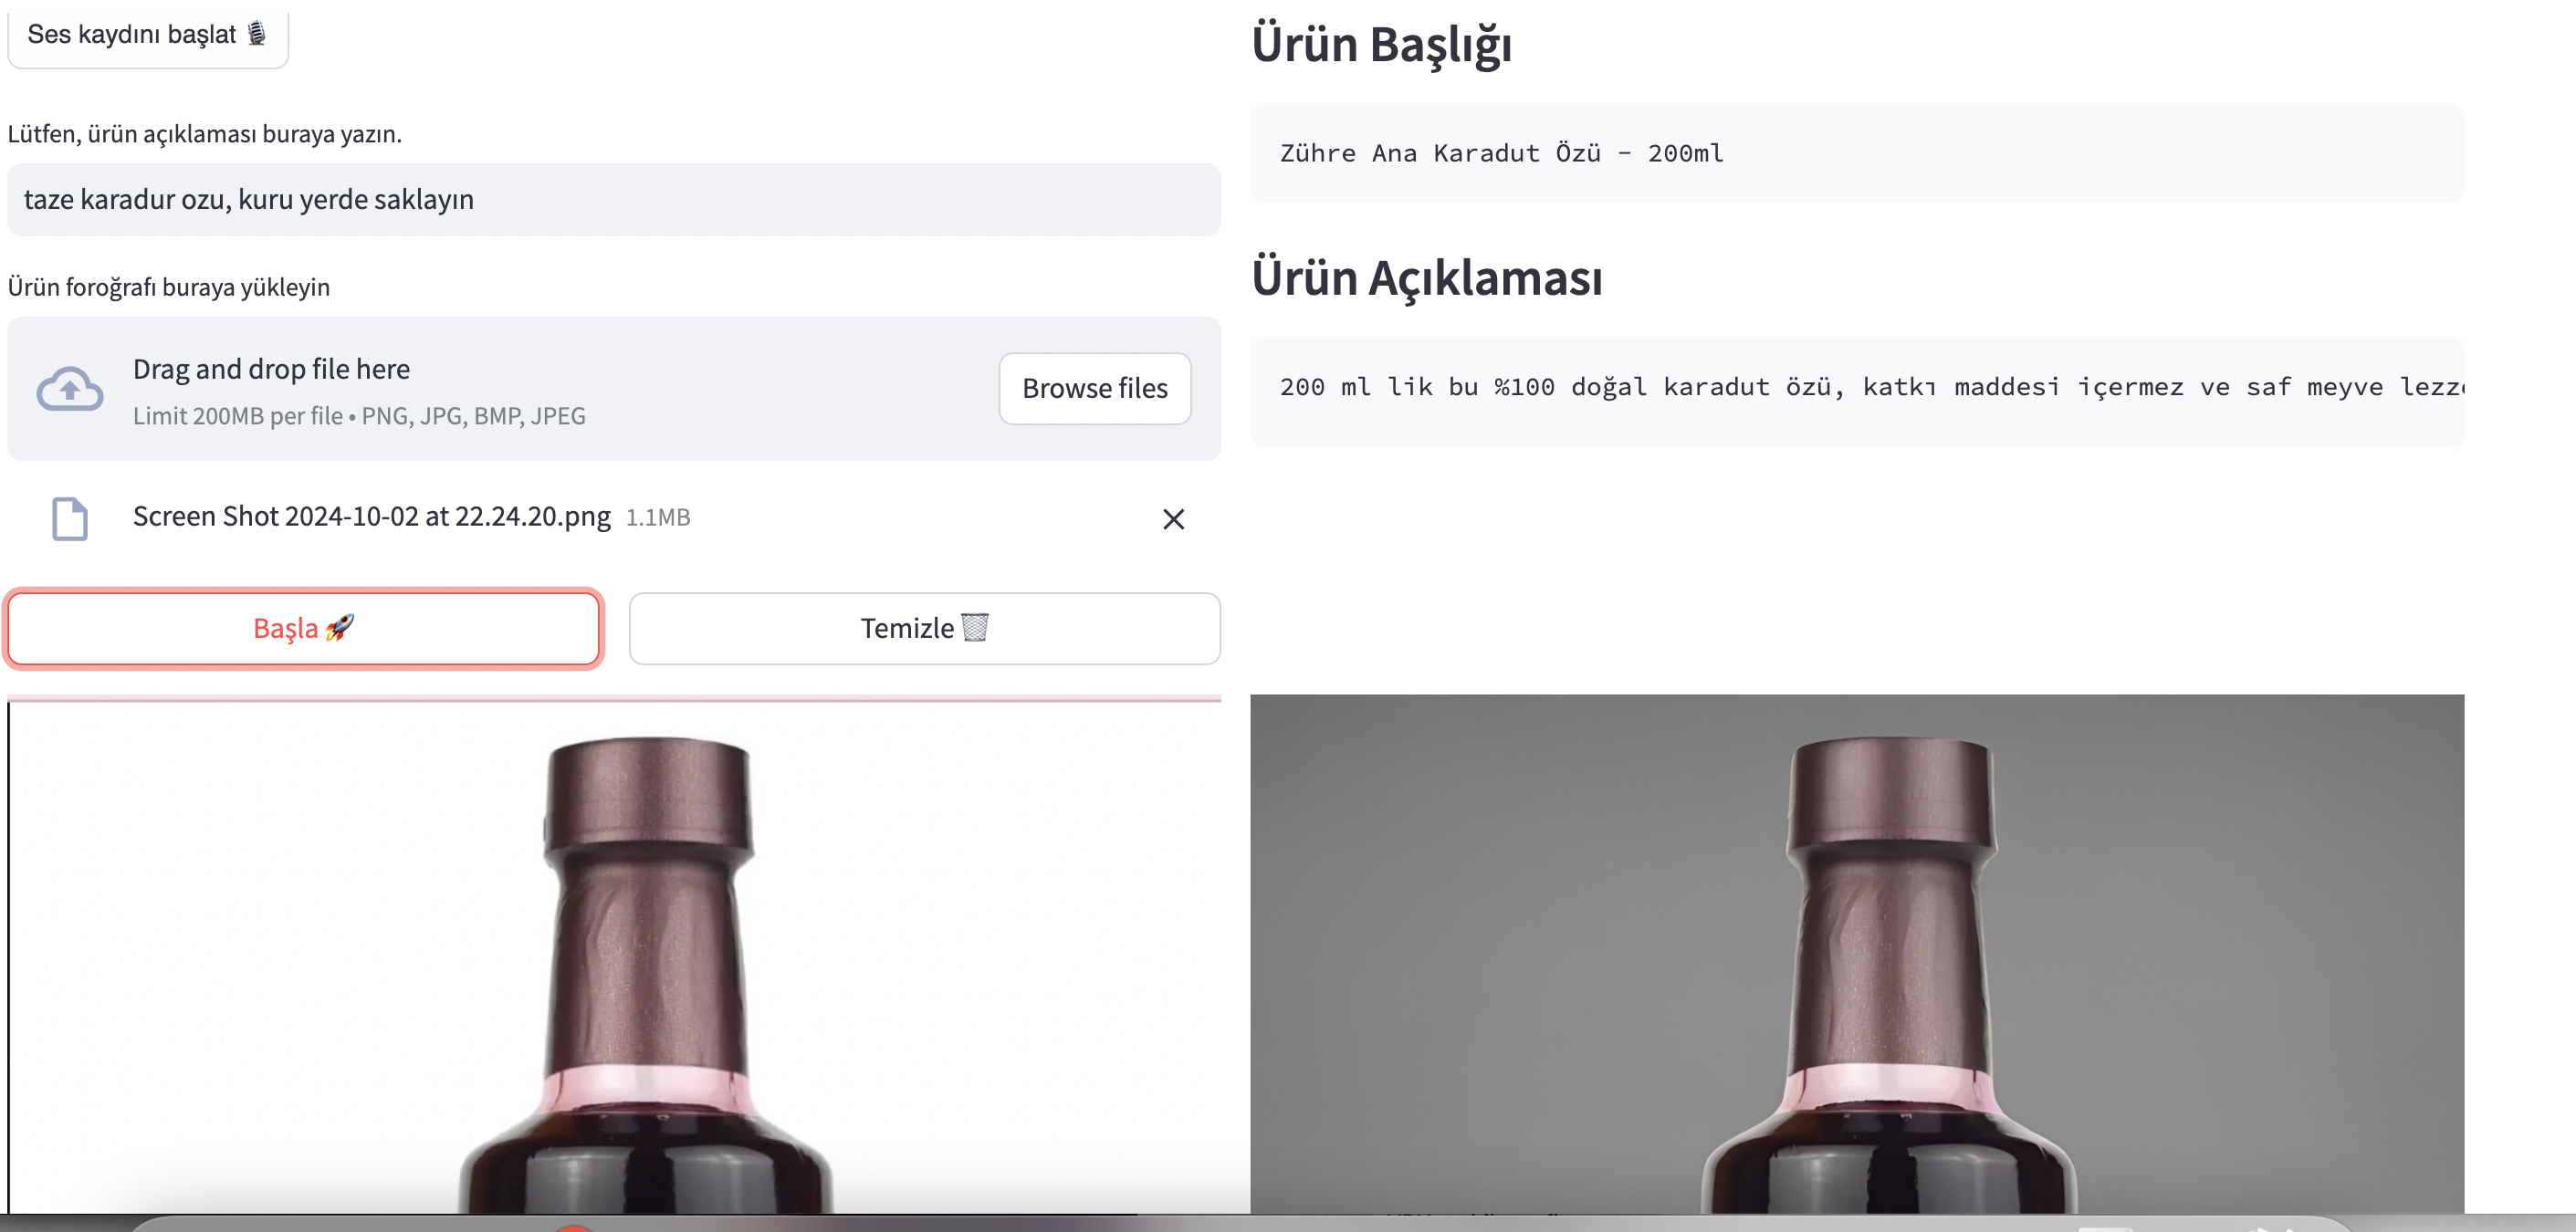 Ses kaydını başlat 🎙️
Lütfen, ürün açıklaması buraya yazın.
taze karadur ozu, kuru yerde saklayın
Ürün foroğrafı buraya yükleyin
Drag and drop file here
Limit 200MB per file • PNG, JPG, BMP, JPEG
Browse files
Screen Shot 2024-10-02 at 22.24.20.png 1.1MB
Başla 🚀
Temizle 🗑️
Ürün Başlığı
Zühre Ana Karadut Özü - 200ml
Ürün Açıklaması
200 ml lik bu %100 doğal karadut özü, katkı maddesi içermez ve saf meyve